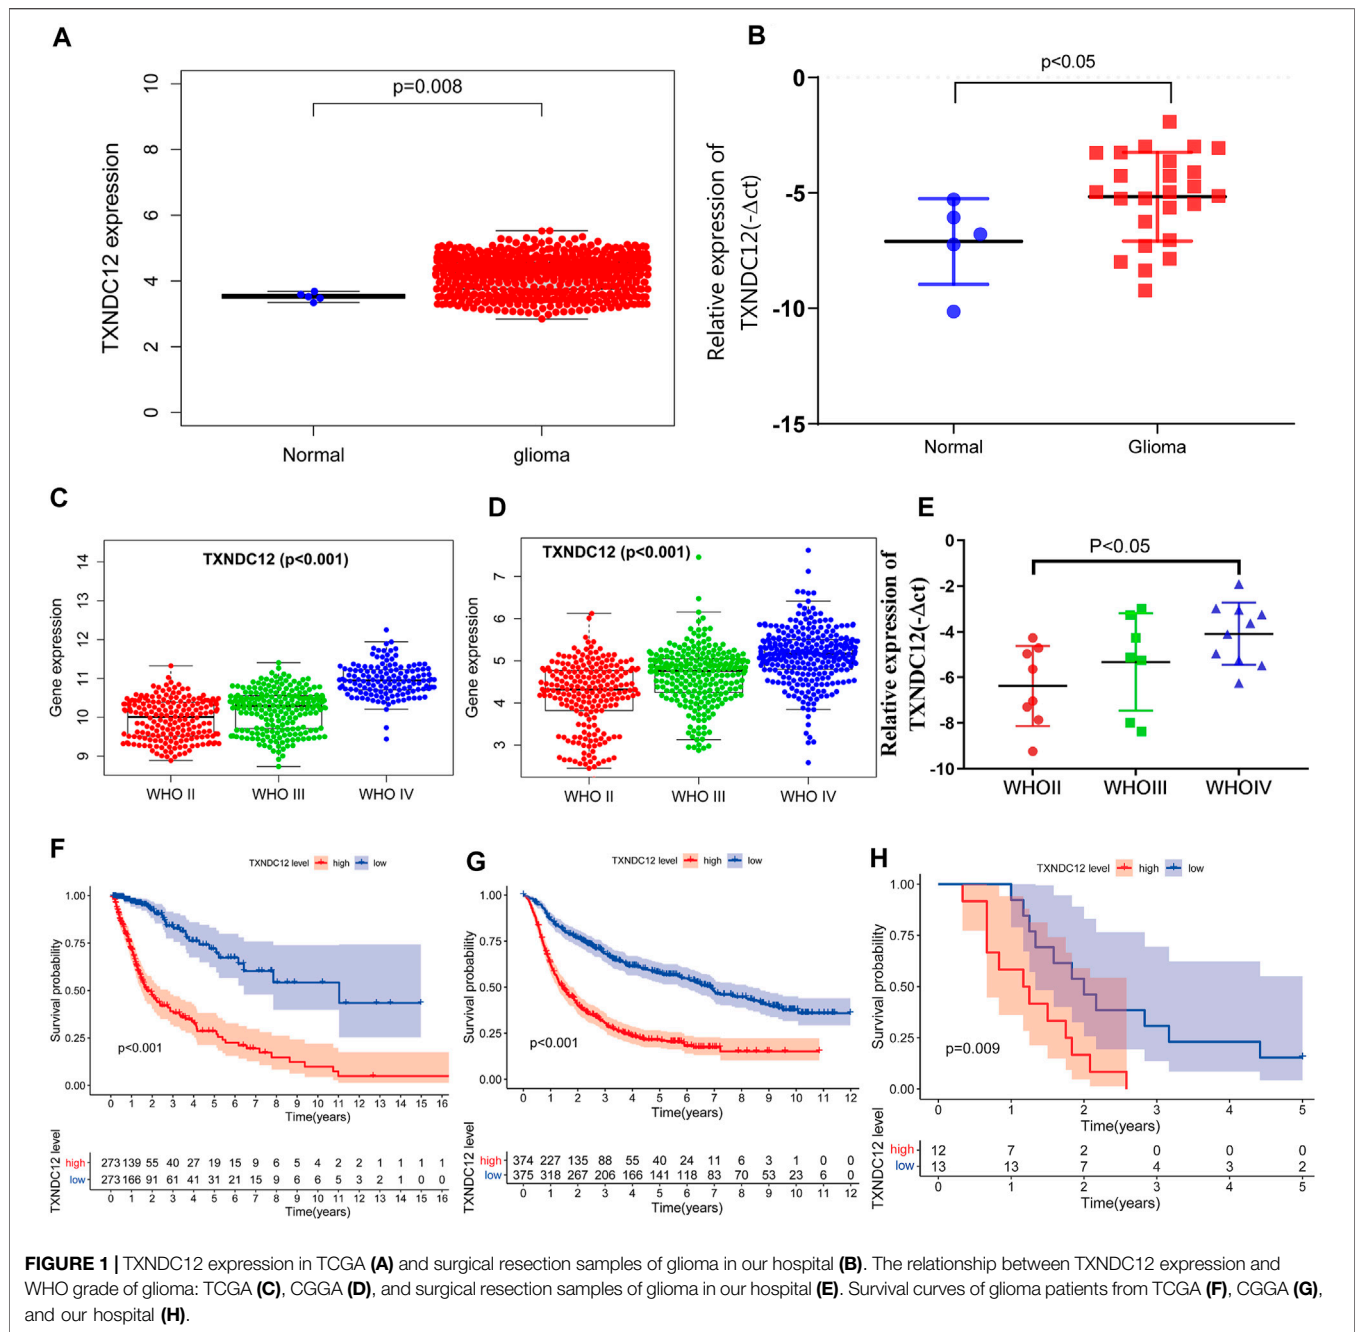 A
p=0.008
TXNDC12 expression
10
8
6
4
2
0
Normal glioma
B
p<0.05
Relative expression of
TXNDC12(-Δct)
0
-5
-10
-15
Normal Glioma
C
TXNDC12 (p<0.001)
Gene expression
14
13
12
11
10
9
WHO II WHO III WHO IV
D
TXNDC12 (p<0.001)
Gene expression
7
6
5
4
3
WHO II WHO III WHO IV
E
P<0.05
Relative expression of
TXNDC12(-Δct)
0
-2
-4
-6
-8
-10
WHOII WHOIII WHOIV
F
TXNDC12 level high low
Survival probability
1.00
0.75
0.50
0.25
0.00
p<0.001
0 1 2 3 4 5 6 7 8 9 10 11 12 13 14 15 16
Time(years)
TXNDC12 level
high 273 139 55 40 27 19 15 9 6 5 4 2 2 1 1 1 1
low 273 166 91 61 41 31 21 15 9 6 6 5 3 2 1 0 0
0 1 2 3 4 5 6 7 8 9 10 11 12 13 14 15 16
Time(years)
G
TXNDC12 level high low
Survival probability
1.00
0.75
0.50
0.25
0.00
p<0.001
0 1 2 3 4 5 6 7 8 9 10 11 12
Time(years)
TXNDC12 level
high 374 227 135 88 55 40 24 11 6 3 1 0 0
low 375 318 267 206 166 141 118 83 70 53 23 6 0
0 1 2 3 4 5 6 7 8 9 10 11 12
Time(years)
H
TXNDC12 level high low
Survival probability
1.00
0.75
0.50
0.25
0.00
p=0.009
0 1 2 3 4 5
Time(years)
TXNDC12 level
high 12 7 2 0 0 0
low 13 13 7 4 3 2
0 1 2 3 4 5
Time(years)
FIGURE 1 | TXNDC12 expression in TCGA (A) and surgical resection samples of glioma in our hospital (B). The relationship between TXNDC12 expression and
WHO grade of glioma: TCGA (C), CGGA (D), and surgical resection samples of glioma in our hospital (E). Survival curves of glioma patients from TCGA (F), CGGA (G),
and our hospital (H).